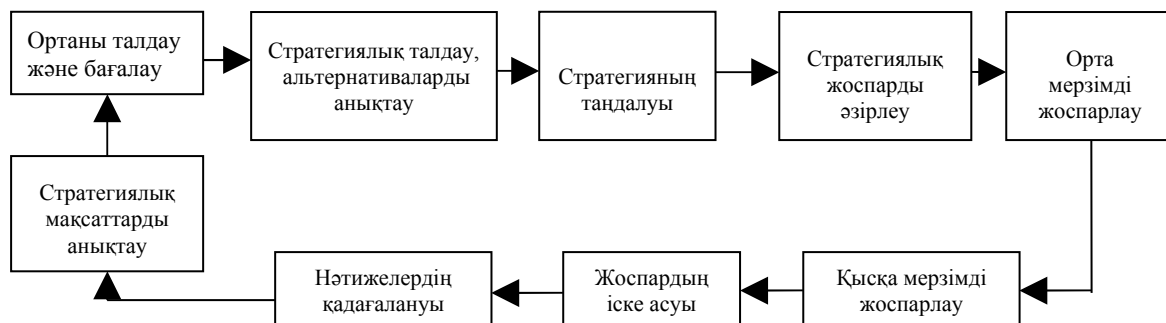 Ортаны талдау
және бағалау
Стратегиялық талдау,
альтернативаларды
анықтау
Стратегияның
таңдалуы
Стратегиялық
жоспарды
әзірлеу
Орта
мерзімді
жоспарлау
Стратегиялық
мақсаттарды
анықтау
Нәтижелердің
қадағалануы
Жоспардың
іске асуы
Қысқа мерзімді
жоспарлау